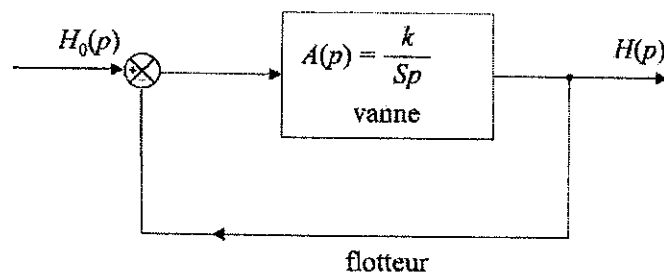 H₀(p)
+
−
A(p) = k / Sp
vanne
H(p)
flotteur